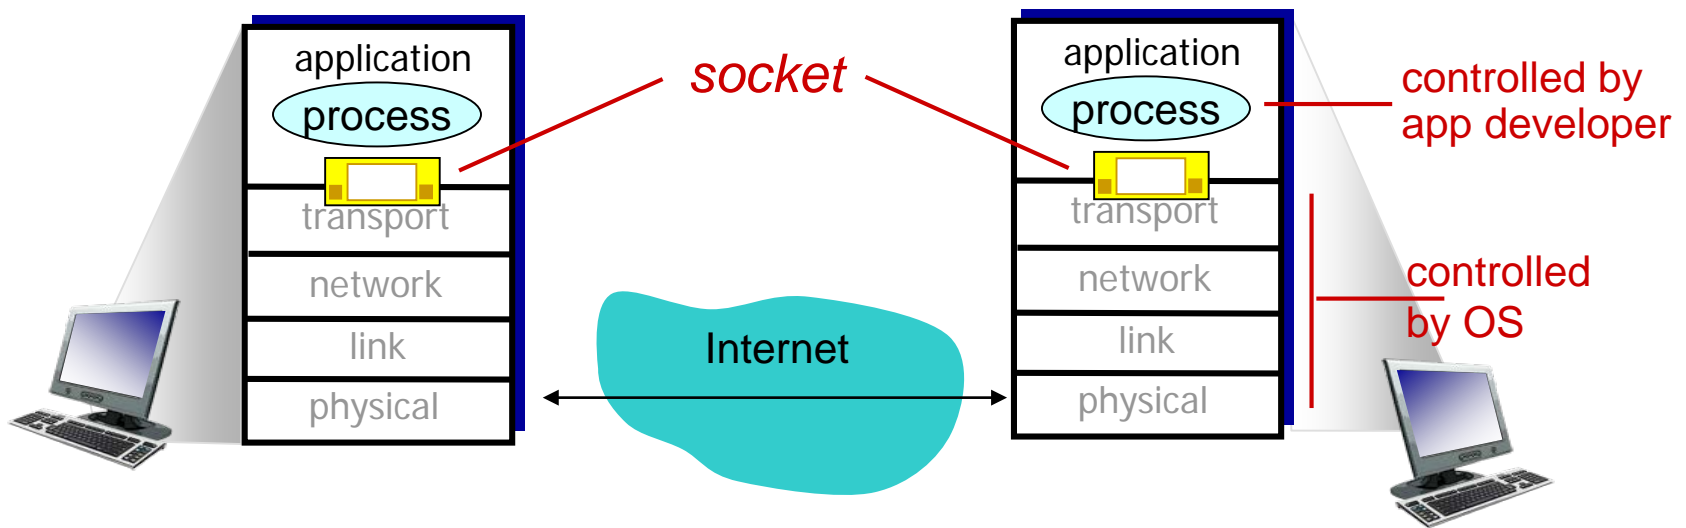 application
process
transport
network
link
physical
socket
Internet
application
process
transport
network
link
physical
controlled by
app developer
controlled
by OS